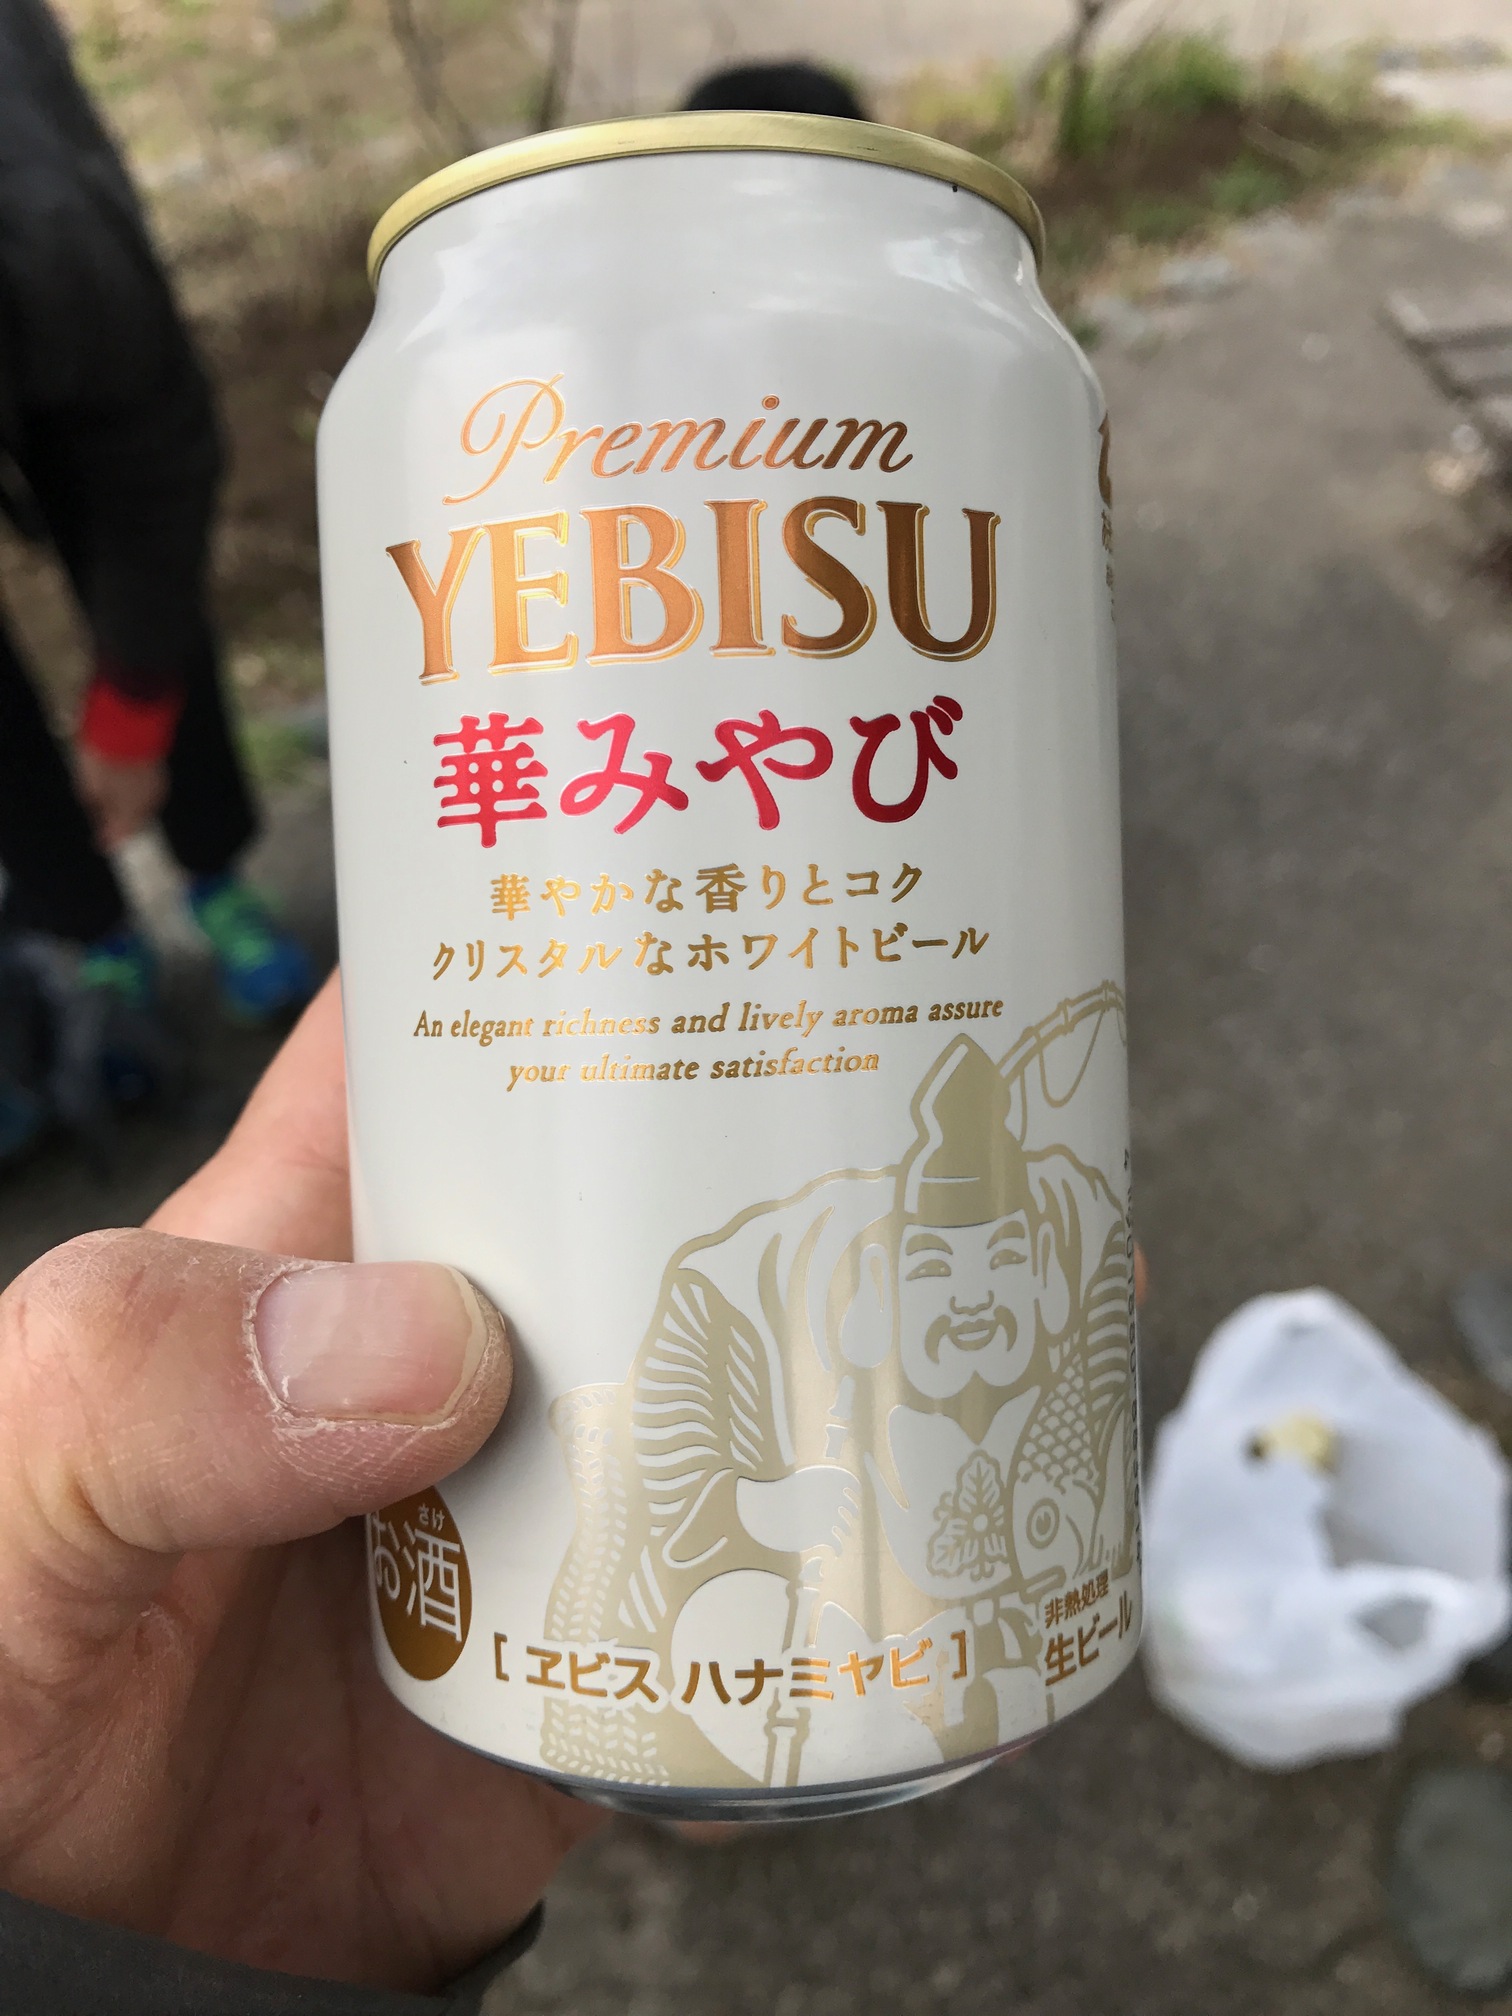 Premium
YEBISU
華みやび
華やかな香りとコク
クリスタルなホワイトビール
An elegant richness and lively aroma assure
your ultimate satisfaction
さけ
お酒
[ ヱビス ハナミヤビ ]
非熱処理
生ビール